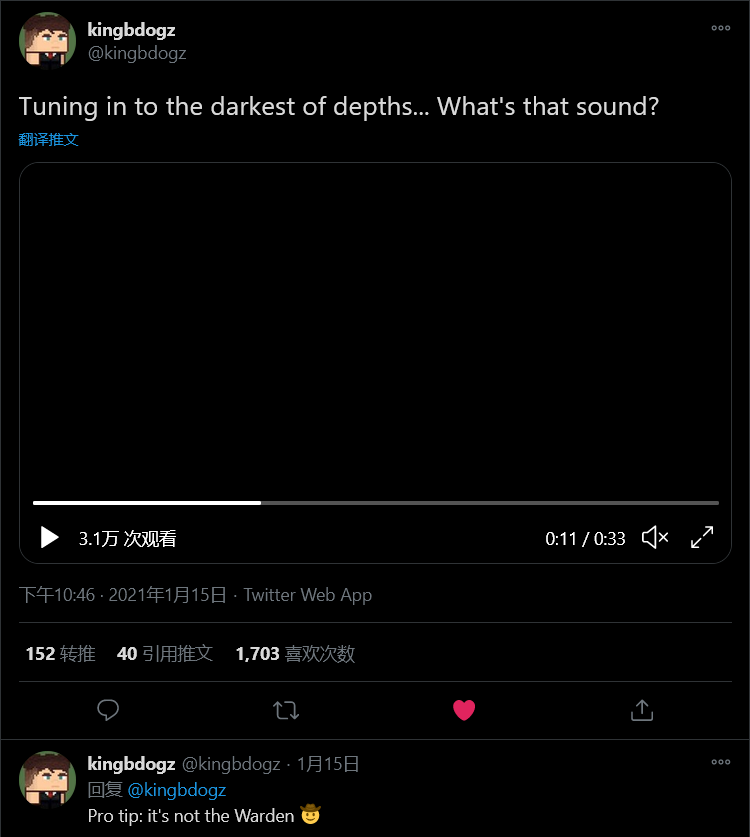 kingbdogz
@kingbdogz
Tuning in to the darkest of depths... What's that sound?
翻译推文
3.1万 次观看
0:11 / 0:33
下午10:46 · 2021年1月15日 · Twitter Web App
152 转推 40 引用推文 1,703 喜欢次数
kingbdogz @kingbdogz · 1月15日
回复 @kingbdogz
Pro tip: it's not the Warden 🤠